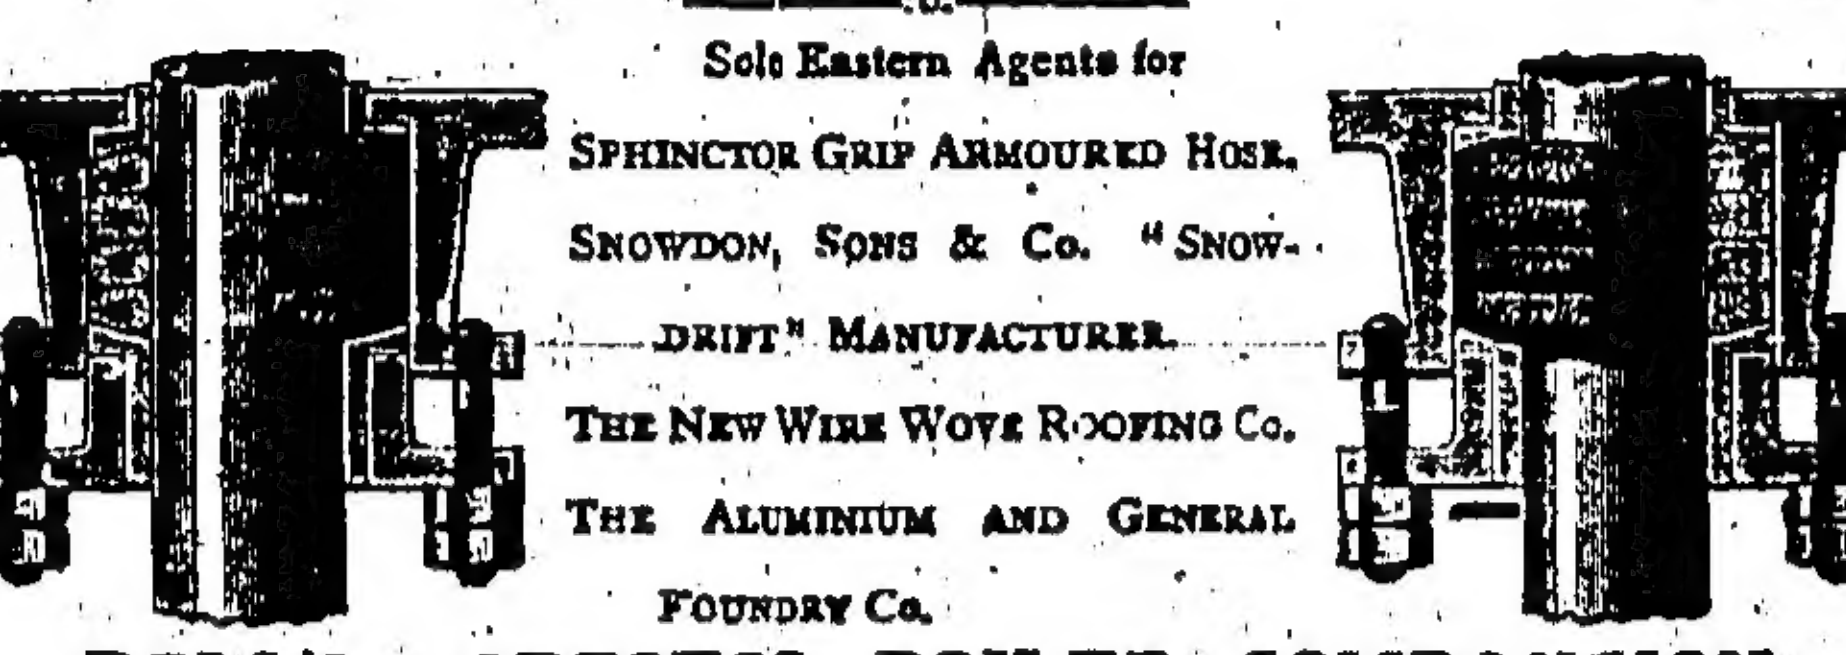 Sole Eastern Agents for
SPHINCTOR GRIP ARMOURED HOSE.
SNOWDON, SONS & Co. "SNOW-
DRIFT" MANUFACTURER.
THE NEW WIRE WOVE ROOFING Co.
THE ALUMINIUM AND GENERAL
FOUNDRY Co.